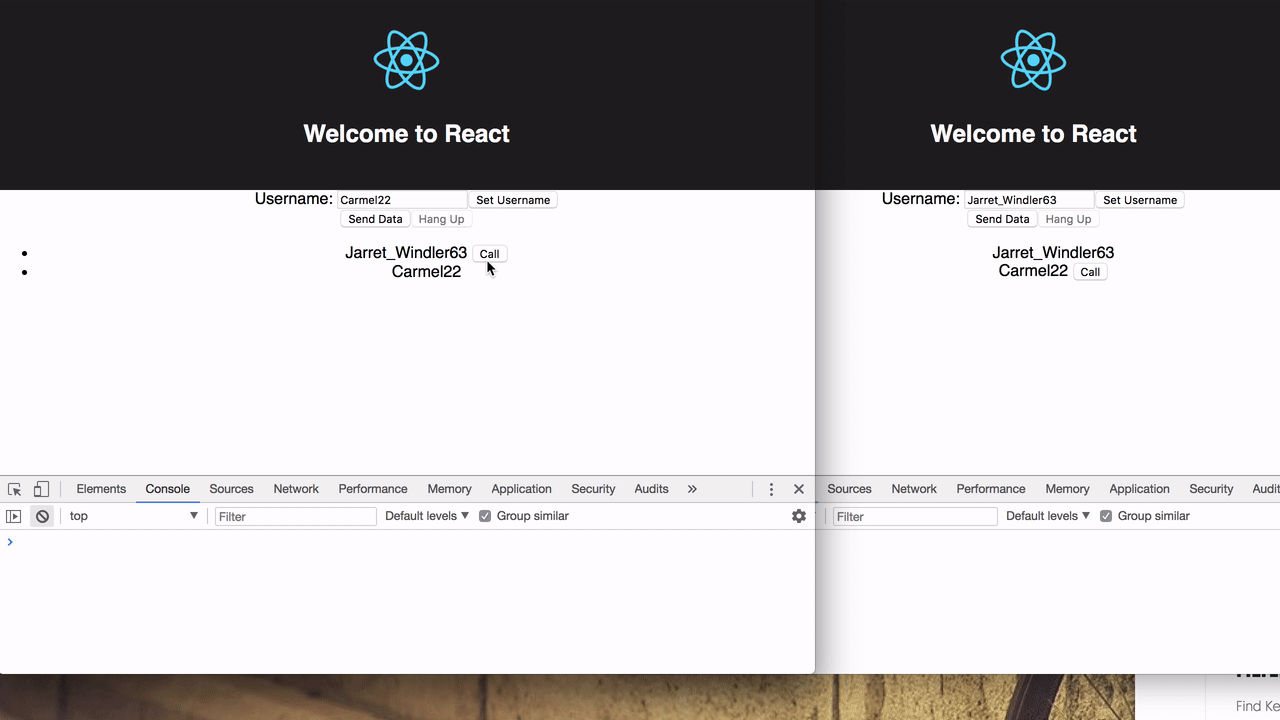 Welcome to React
Username: Carmel22 Set Username
Send Data Hang Up
Jarret_Windler63 Call
Carmel22
Elements Console Sources Network Performance Memory Application Security Audits »
top ▼ Filter Default levels ▼ Group similar
Welcome to React
Username: Jarret_Windler63 Set Username
Send Data Hang Up
Jarret_Windler63
Carmel22 Call
Sources Network Performance Memory Application Security Audit
Filter Default levels ▼ Group similar
Find Ke